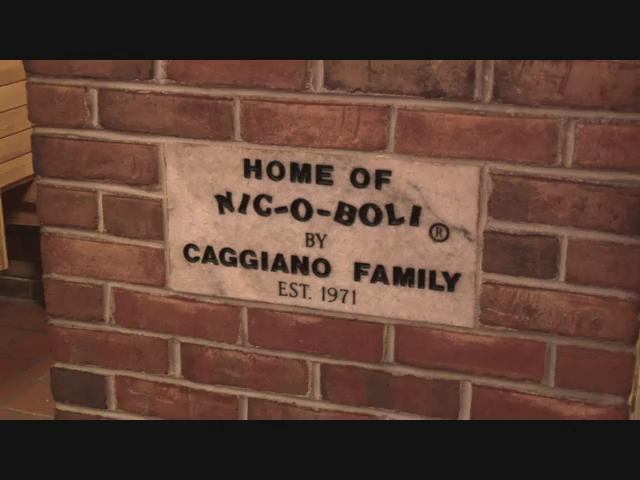 HOME OF
NIC-O-BOLI ®
BY
CAGGIANO FAMILY
EST. 1971